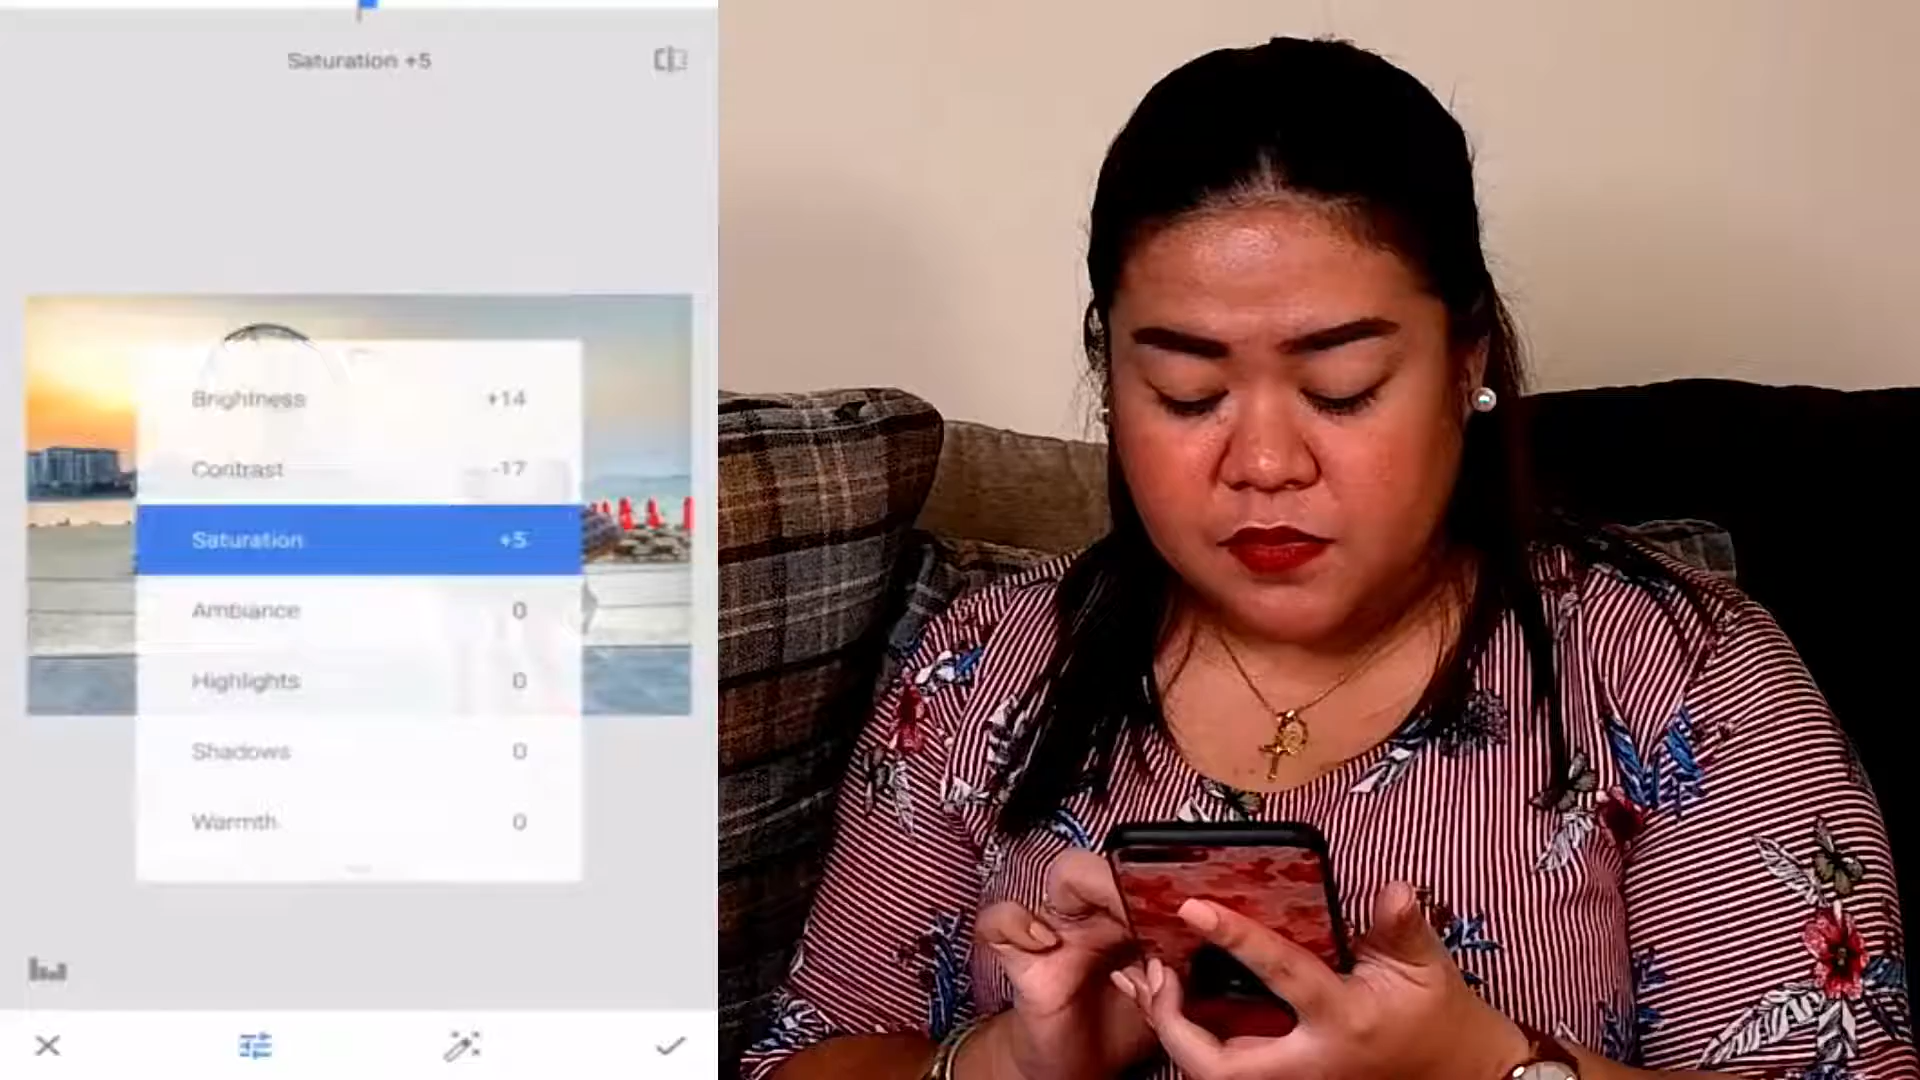 Saturation +5
Brightness +14
Contrast -17
Saturation +5
Ambiance 0
Highlights 0
Shadows 0
Warmth 0